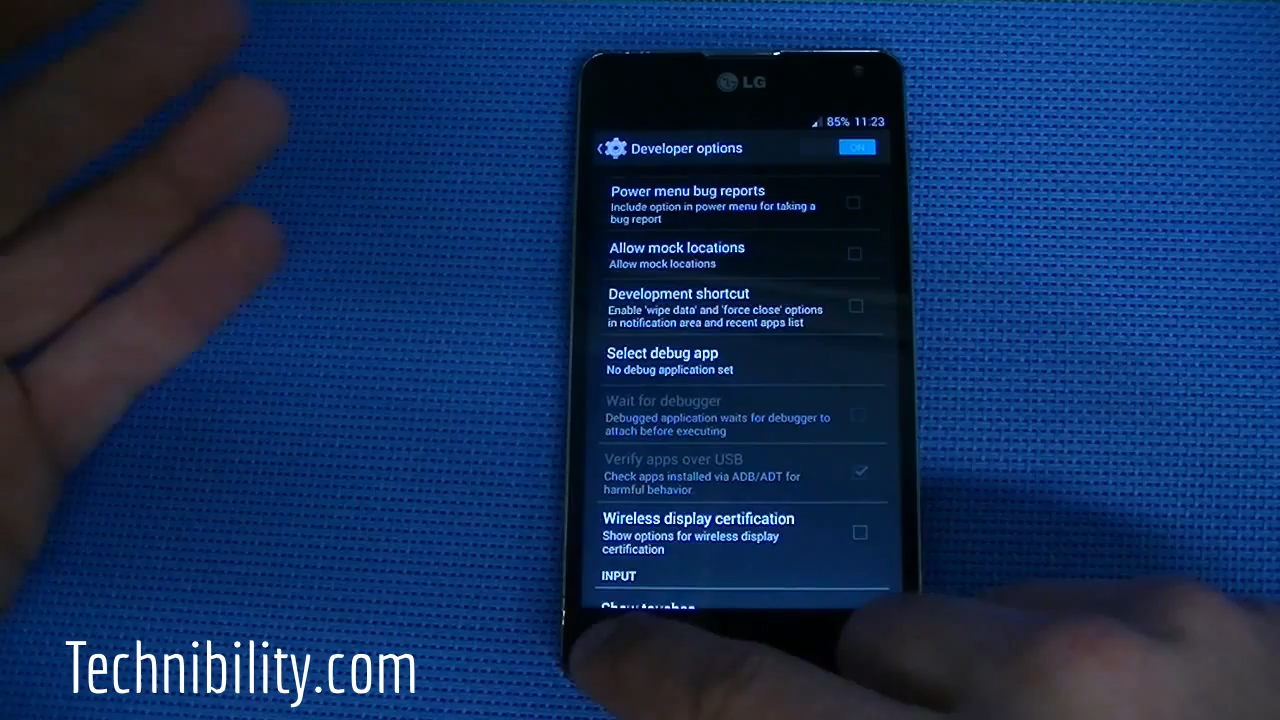 LG
85% 11:23
Developer options
ON
Power menu bug reports
Include option in power menu for taking a
bug report
Allow mock locations
Allow mock locations
Development shortcut
Enable 'wipe data' and 'force close' options
in notification area and recent apps list
Select debug app
No debug application set
Wait for debugger
Debugged application waits for debugger to
attach before executing
Verify apps over USB
Check apps installed via ADB/ADT for
harmful behavior
Wireless display certification
Show options for wireless display
certification
INPUT
Show touches
Technibility.com